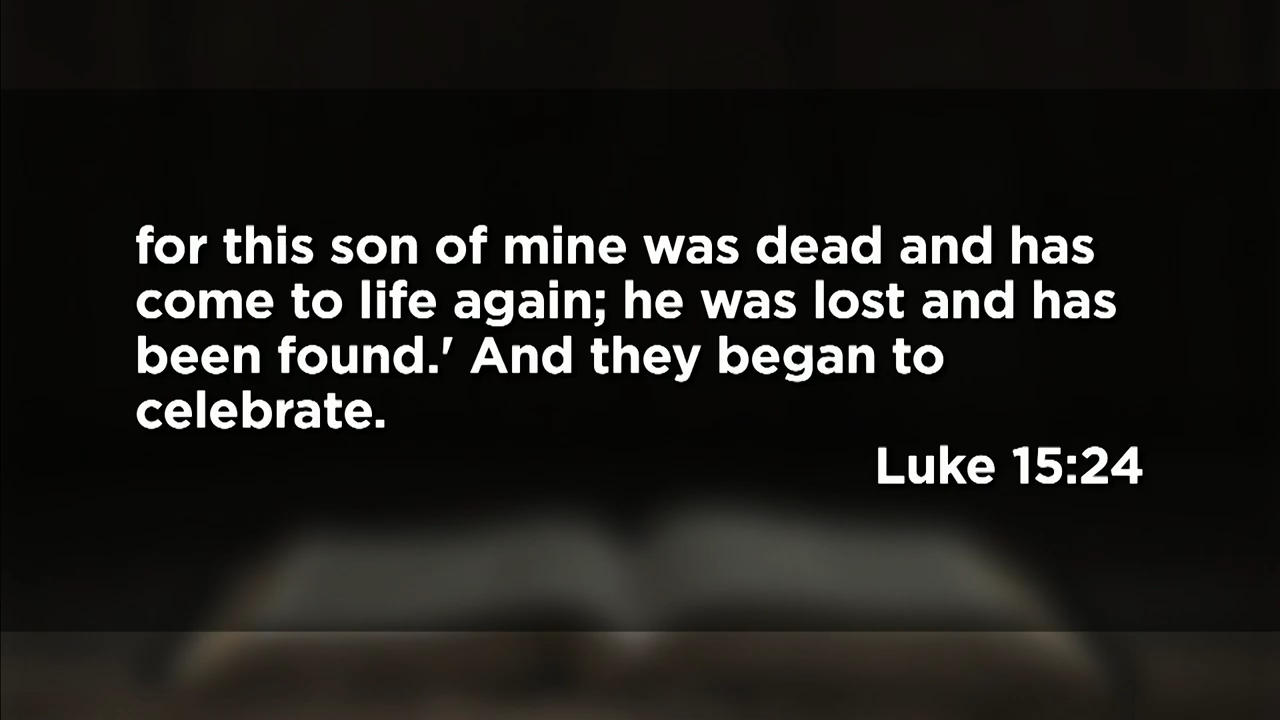 for this son of mine was dead and has
come to life again; he was lost and has
been found.' And they began to
celebrate.
Luke 15:24